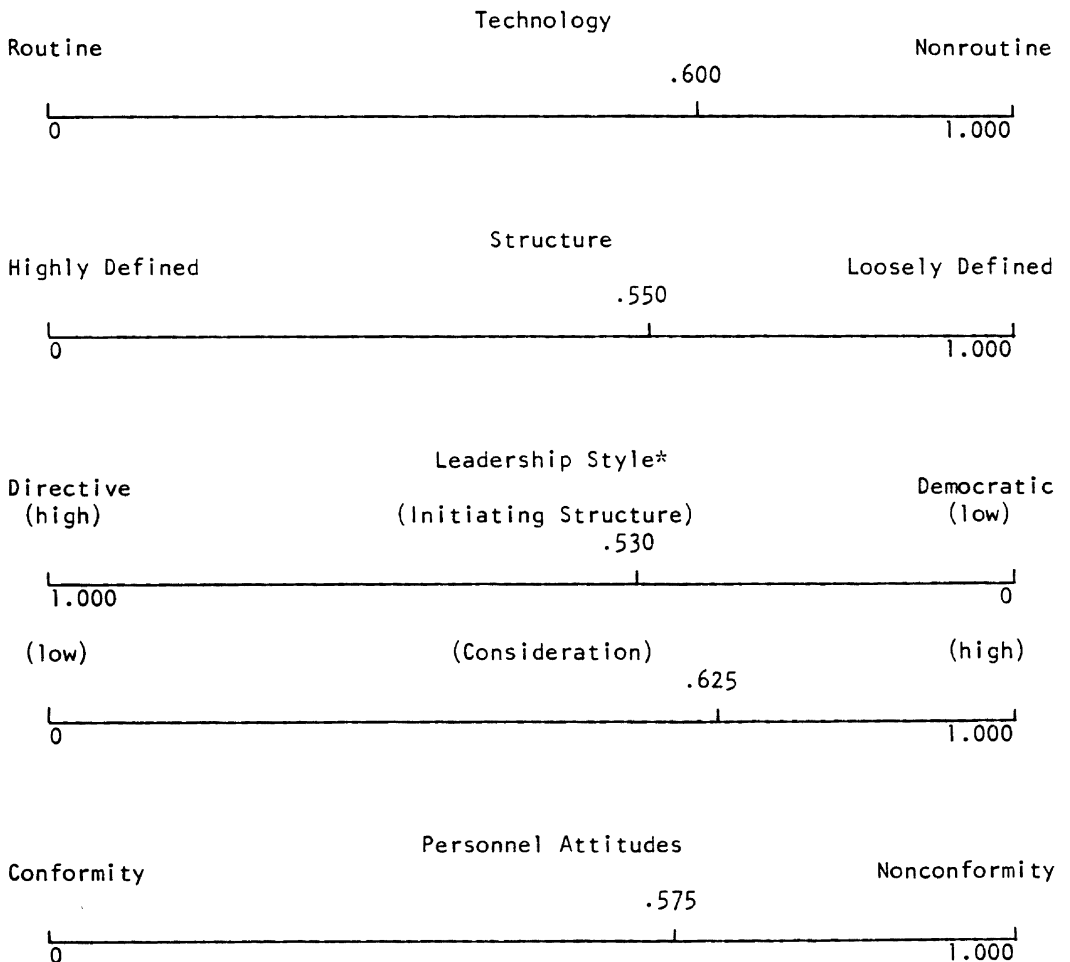 Technology
Routine Nonroutine
.600
0 1.000
Structure
Highly Defined Loosely Defined
.550
0 1.000
Leadership Style*
Directive Democratic
(high) (Initiating Structure) (low)
.530
1.000 0
(low) (Consideration) (high)
.625
0 1.000
Personnel Attitudes
Conformity Nonconformity
.575
0 1.000